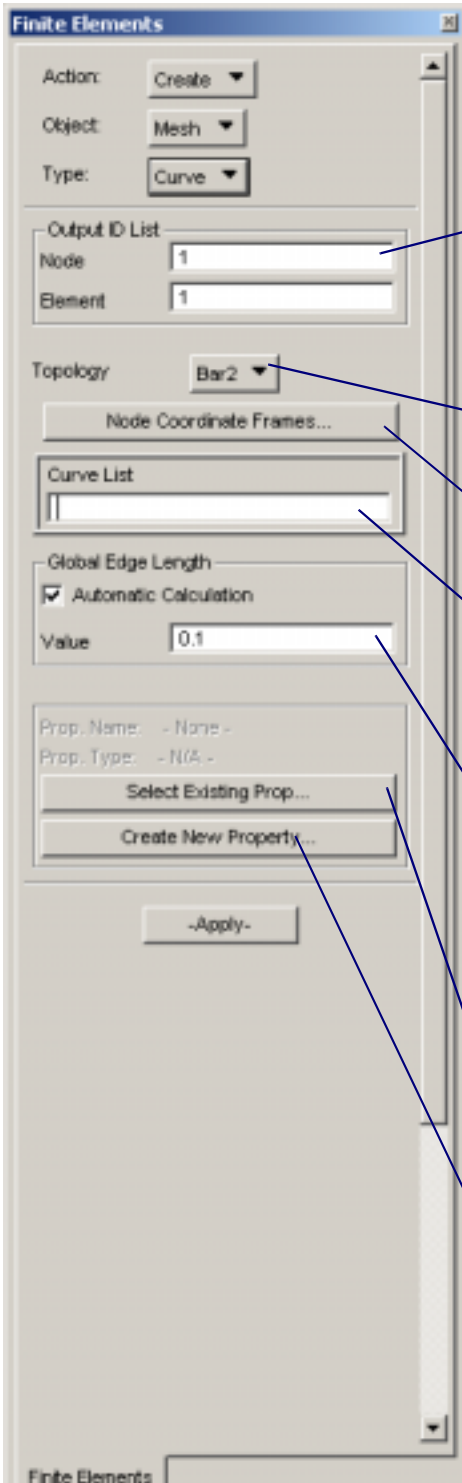 Finite Elements
Action: Create
Object: Mesh
Type: Curve
Output ID List
Node 1
Element 1
Topology Bar2
Node Coordinate Frames...
Curve List
Global Edge Length
Automatic Calculation
Value 0.1
Prop. Name: - None -
Prop. Type: - N/A -
Select Existing Prop...
Create New Property...
-Apply-
Finite Elements